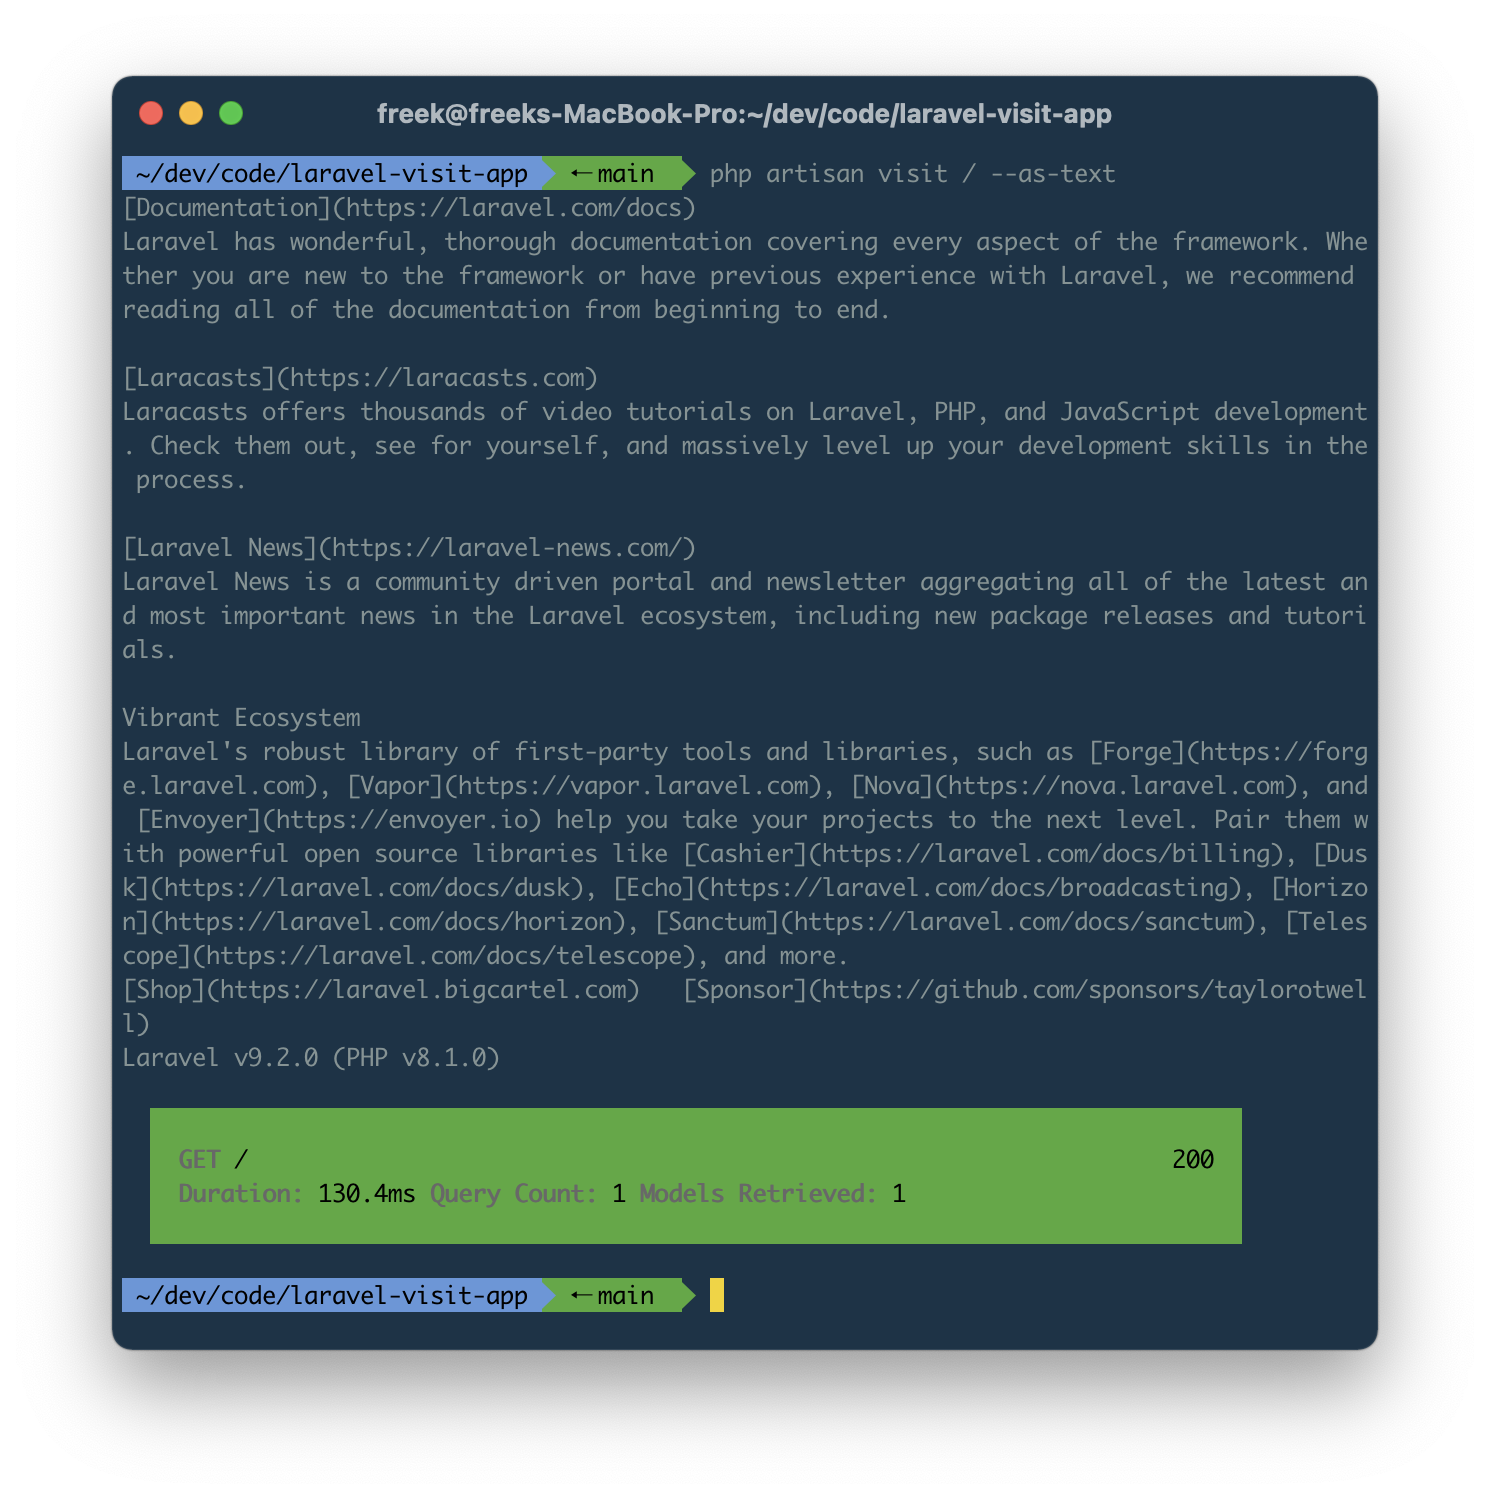 freek@freeks-MacBook-Pro:~/dev/code/laravel-visit-app
~/dev/code/laravel-visit-app ←main php artisan visit / --as-text
[Documentation](https://laravel.com/docs)
Laravel has wonderful, thorough documentation covering every aspect of the framework. Whe
ther you are new to the framework or have previous experience with Laravel, we recommend
reading all of the documentation from beginning to end.
[Laracasts](https://laracasts.com)
Laracasts offers thousands of video tutorials on Laravel, PHP, and JavaScript development
. Check them out, see for yourself, and massively level up your development skills in the
process.
[Laravel News](https://laravel-news.com/)
Laravel News is a community driven portal and newsletter aggregating all of the latest an
d most important news in the Laravel ecosystem, including new package releases and tutori
als.
Vibrant Ecosystem
Laravel's robust library of first-party tools and libraries, such as [Forge](https://forg
e.laravel.com), [Vapor](https://vapor.laravel.com), [Nova](https://nova.laravel.com), and
[Envoyer](https://envoyer.io) help you take your projects to the next level. Pair them w
ith powerful open source libraries like [Cashier](https://laravel.com/docs/billing), [Dus
k](https://laravel.com/docs/dusk), [Echo](https://laravel.com/docs/broadcasting), [Horizo
n](https://laravel.com/docs/horizon), [Sanctum](https://laravel.com/docs/sanctum), [Teles
cope](https://laravel.com/docs/telescope), and more.
[Shop](https://laravel.bigcartel.com)   [Sponsor](https://github.com/sponsors/taylorotwel
l)
Laravel v9.2.0 (PHP v8.1.0)
GET / 200
Duration: 130.4ms Query Count: 1 Models Retrieved: 1
~/dev/code/laravel-visit-app ←main